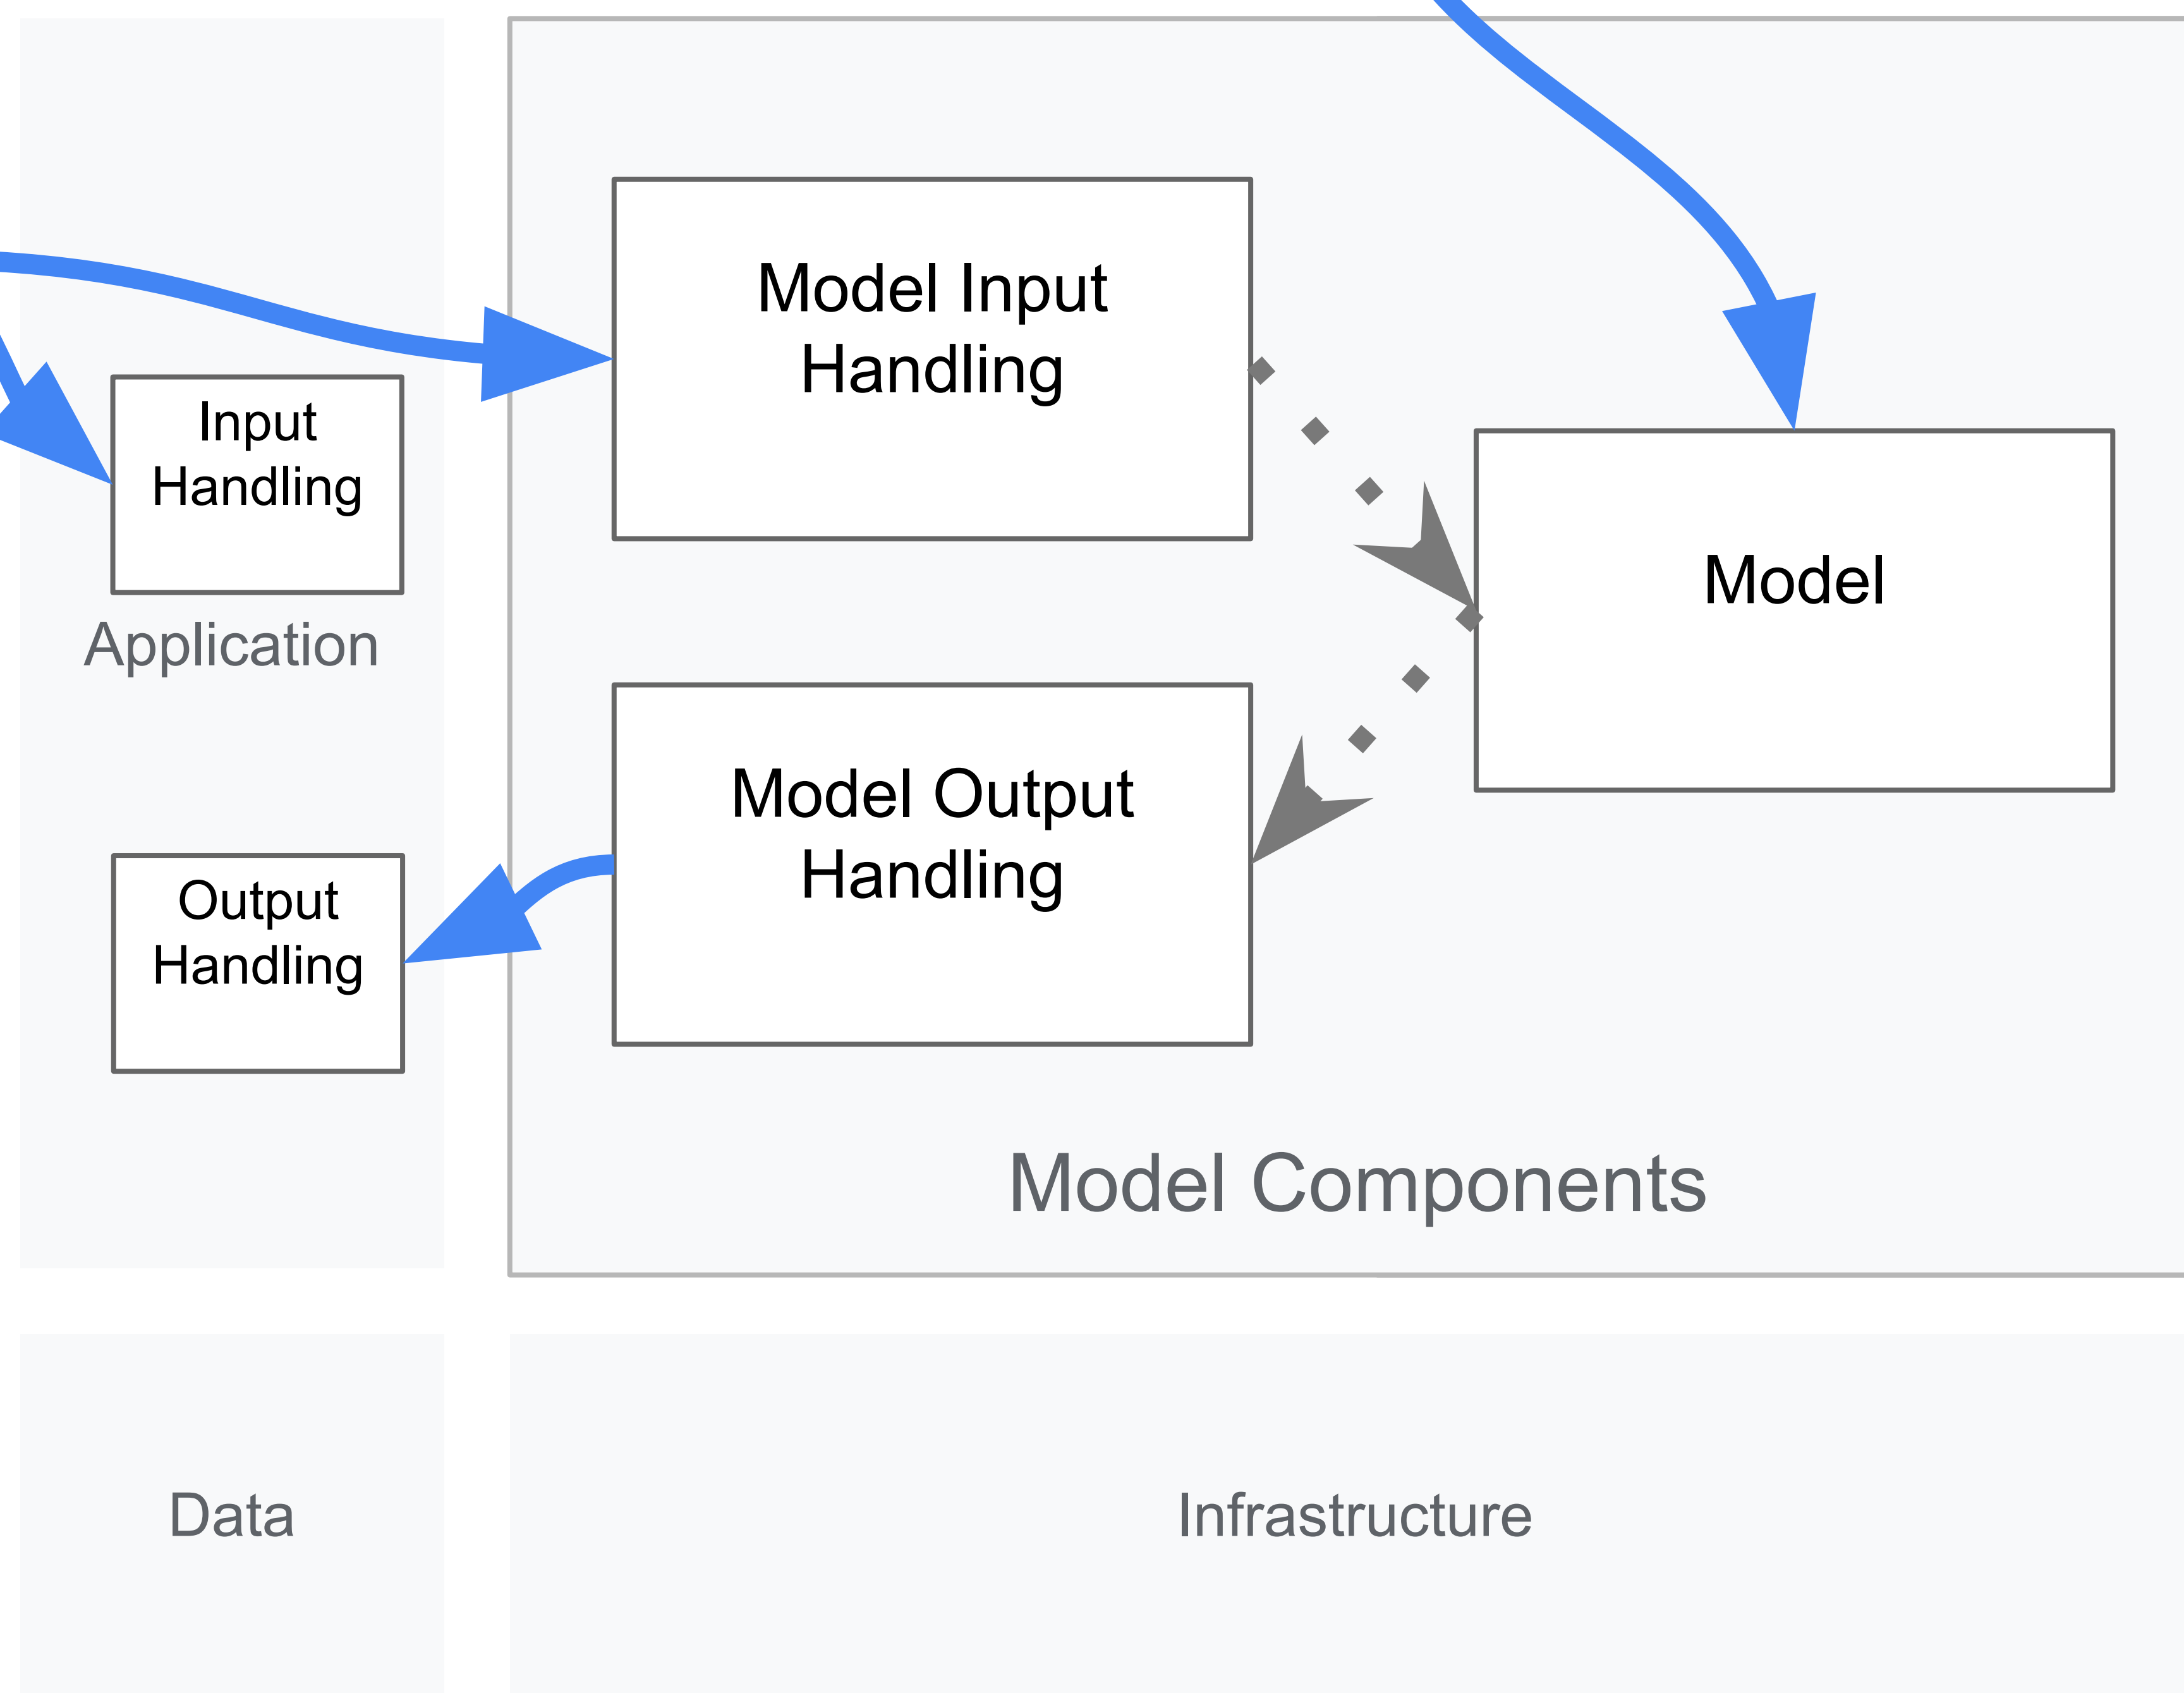 Input
Handling
Application
Output
Handling
Model Input
Handling
Model
Model Output
Handling
Model Components
Data
Infrastructure